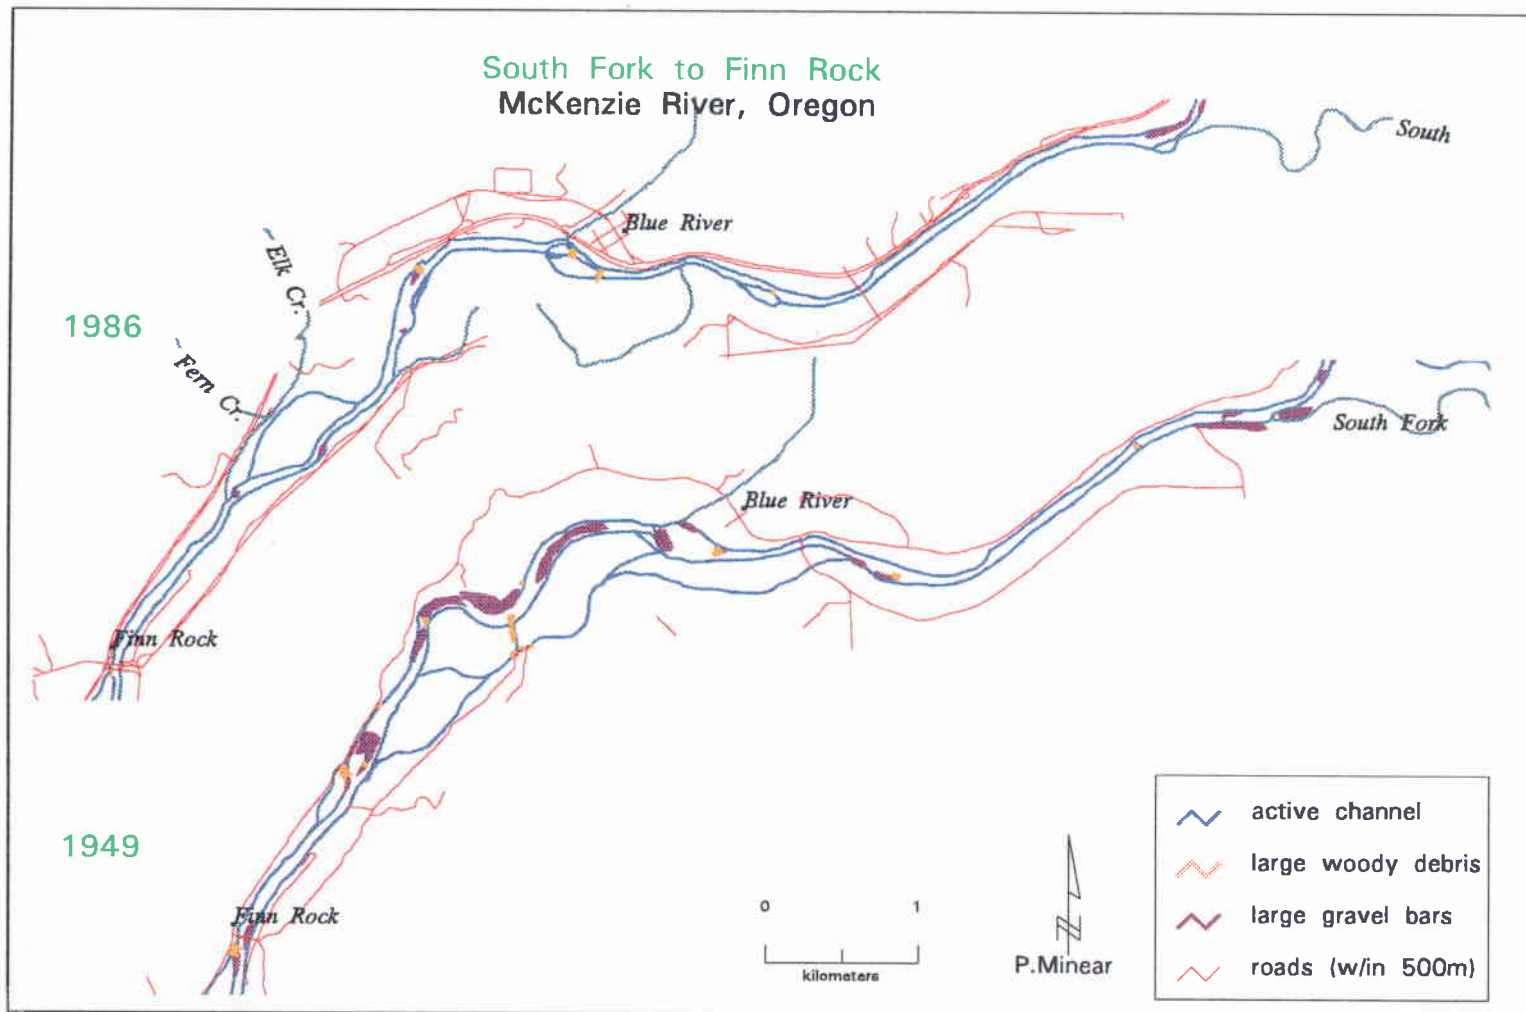 South Fork to Finn Rock
McKenzie River, Oregon
South
Blue River
Elk Cr.
1986
Fern Cr.
South Fork
Blue River
Finn Rock
1949
Finn Rock
0 1
kilometers
N
P.Minear
active channel
large woody debris
large gravel bars
roads (w/in 500m)